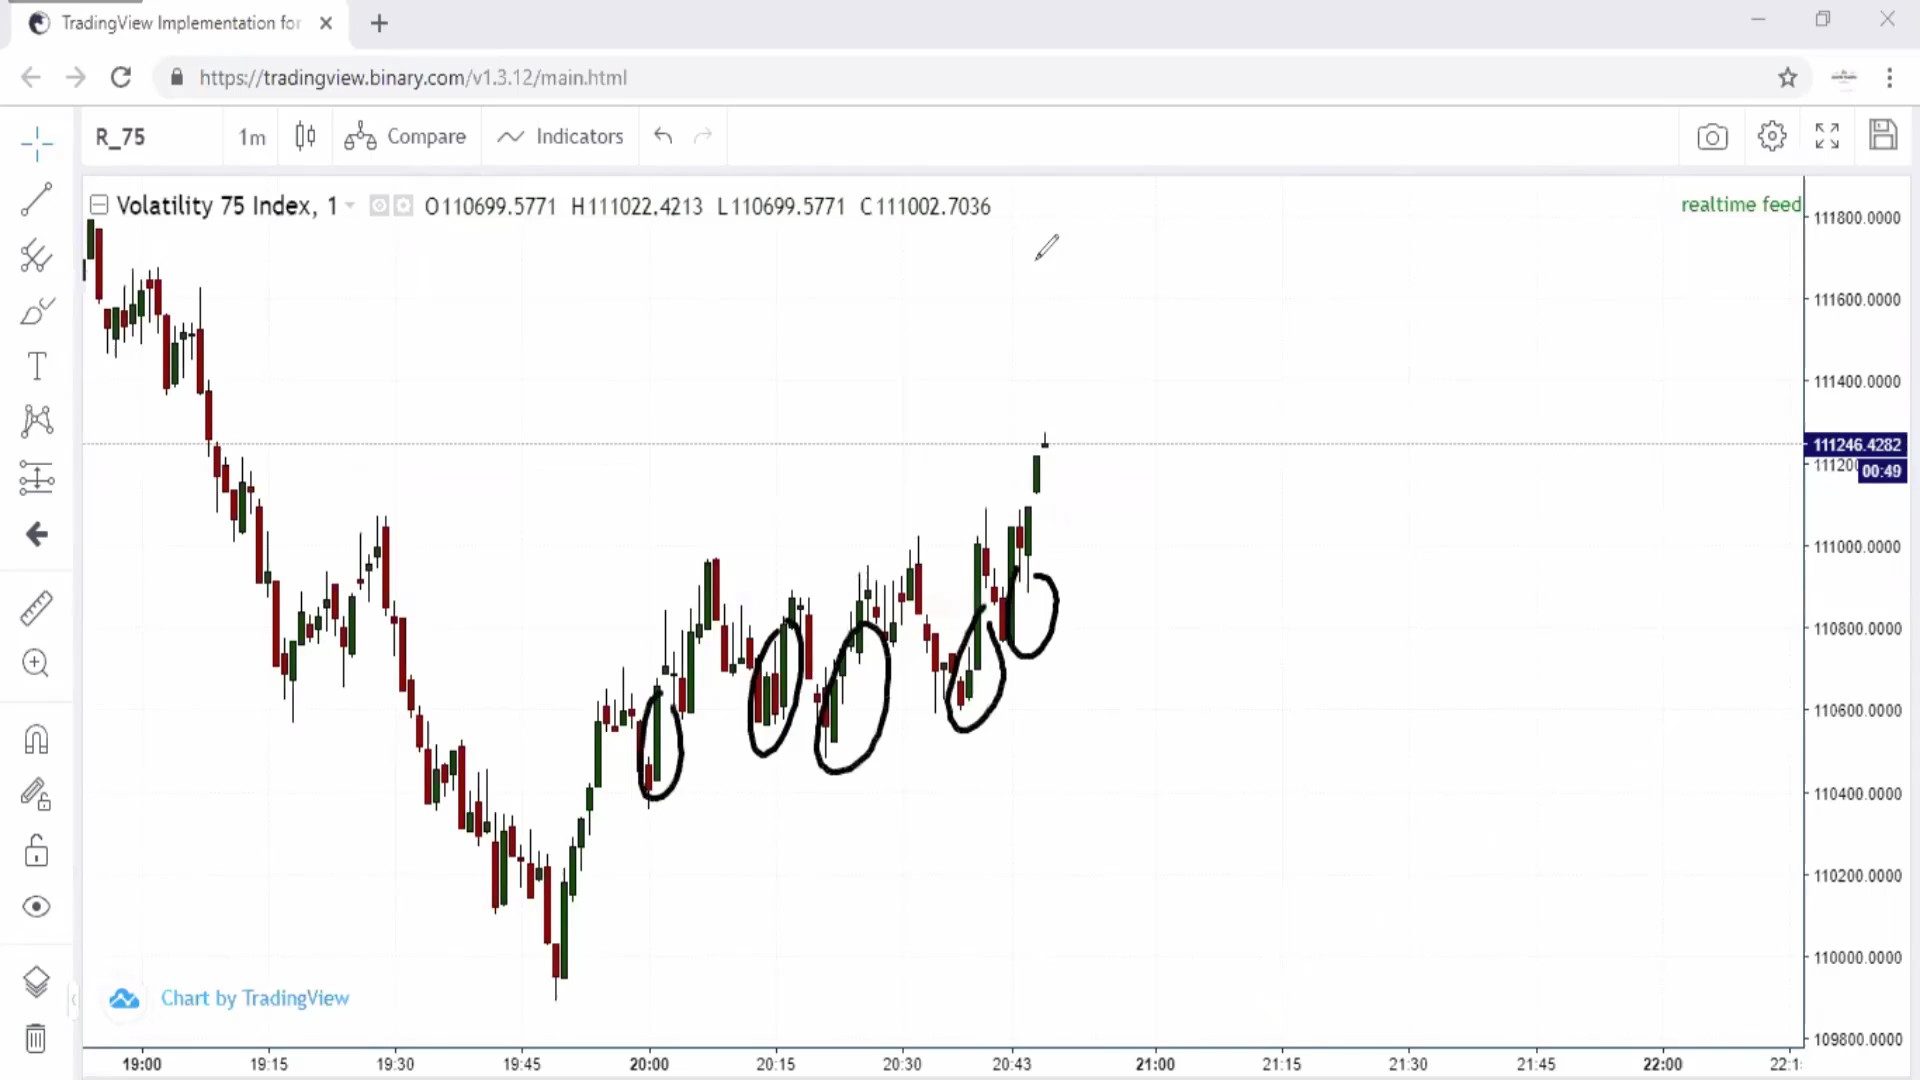 TradingView Implementation for
https://tradingview.binary.com/v1.3.12/main.html
R_75
1m
Compare
Indicators
Volatility 75 Index, 1
O110699.5771 H111022.4213 L110699.5771 C111002.7036
realtime feed
111800.0000
111600.0000
111400.0000
111246.4282
11120
00:49
111000.0000
110800.0000
110600.0000
110400.0000
110200.0000
110000.0000
109800.0000
Chart by TradingView
19:00 19:15 19:30 19:45 20:00 20:15 20:30 20:43 21:00 21:15 21:30 21:45 22:00 22:1